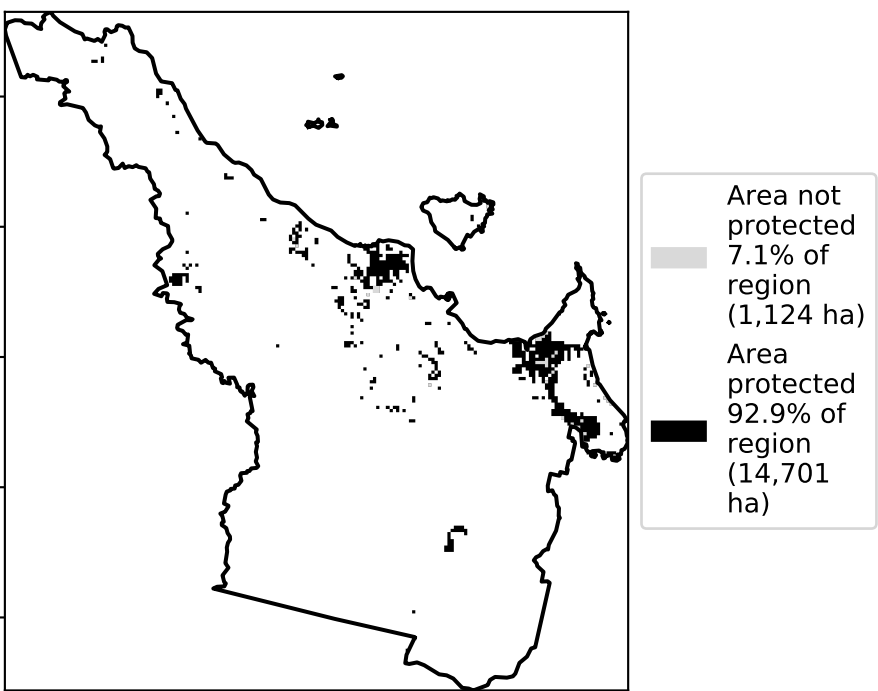 Area not
protected
7.1% of
region
(1,124 ha)
Area
protected
92.9% of
region
(14,701
ha)